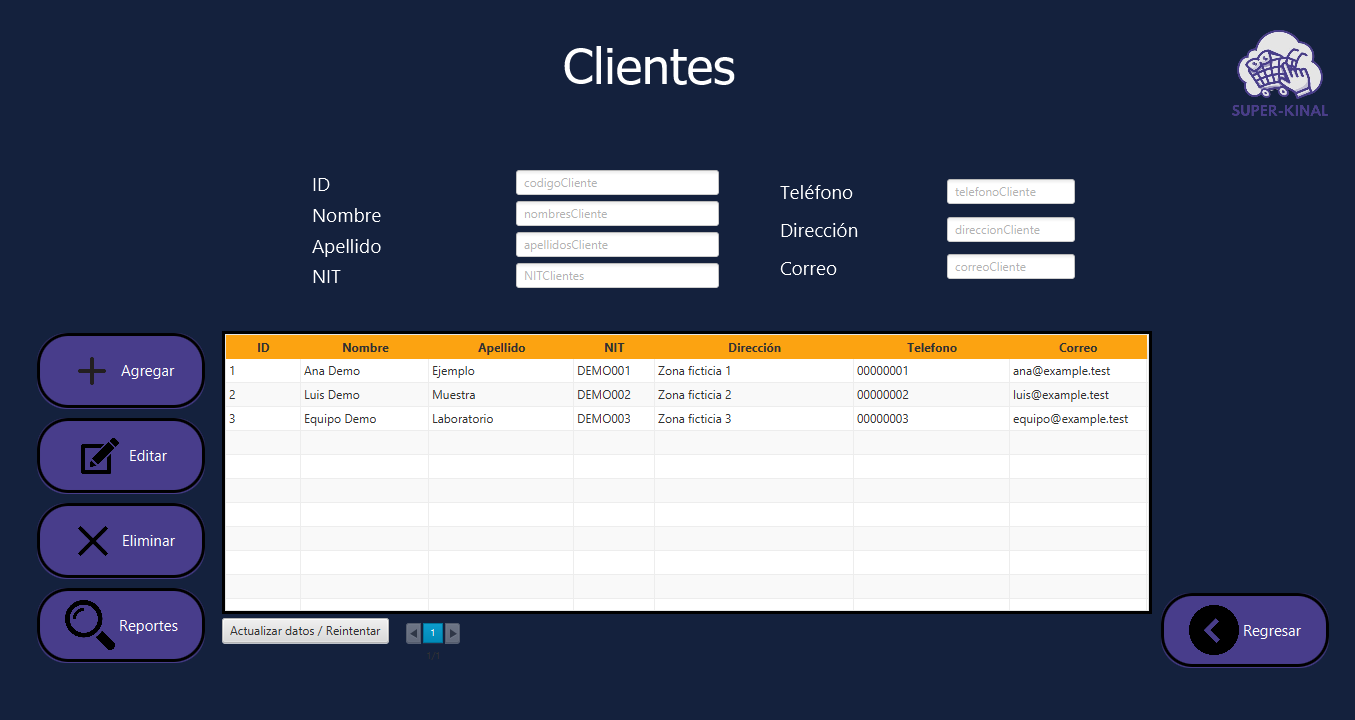 Clientes
SUPER-KINAL
ID codigoCliente
Nombre nombresCliente
Apellido apellidosCliente
NIT NITClientes
Teléfono telefonoCliente
Dirección direccionCliente
Correo correoCliente
Agregar
Editar
Eliminar
Reportes
ID Nombre Apellido NIT Dirección Telefono Correo
1 Ana Demo Ejemplo DEMO001 Zona ficticia 1 00000001 ana@example.test
2 Luis Demo Muestra DEMO002 Zona ficticia 2 00000002 luis@example.test
3 Equipo Demo Laboratorio DEMO003 Zona ficticia 3 00000003 equipo@example.test
Actualizar datos / Reintentar
1
1/1
Regresar